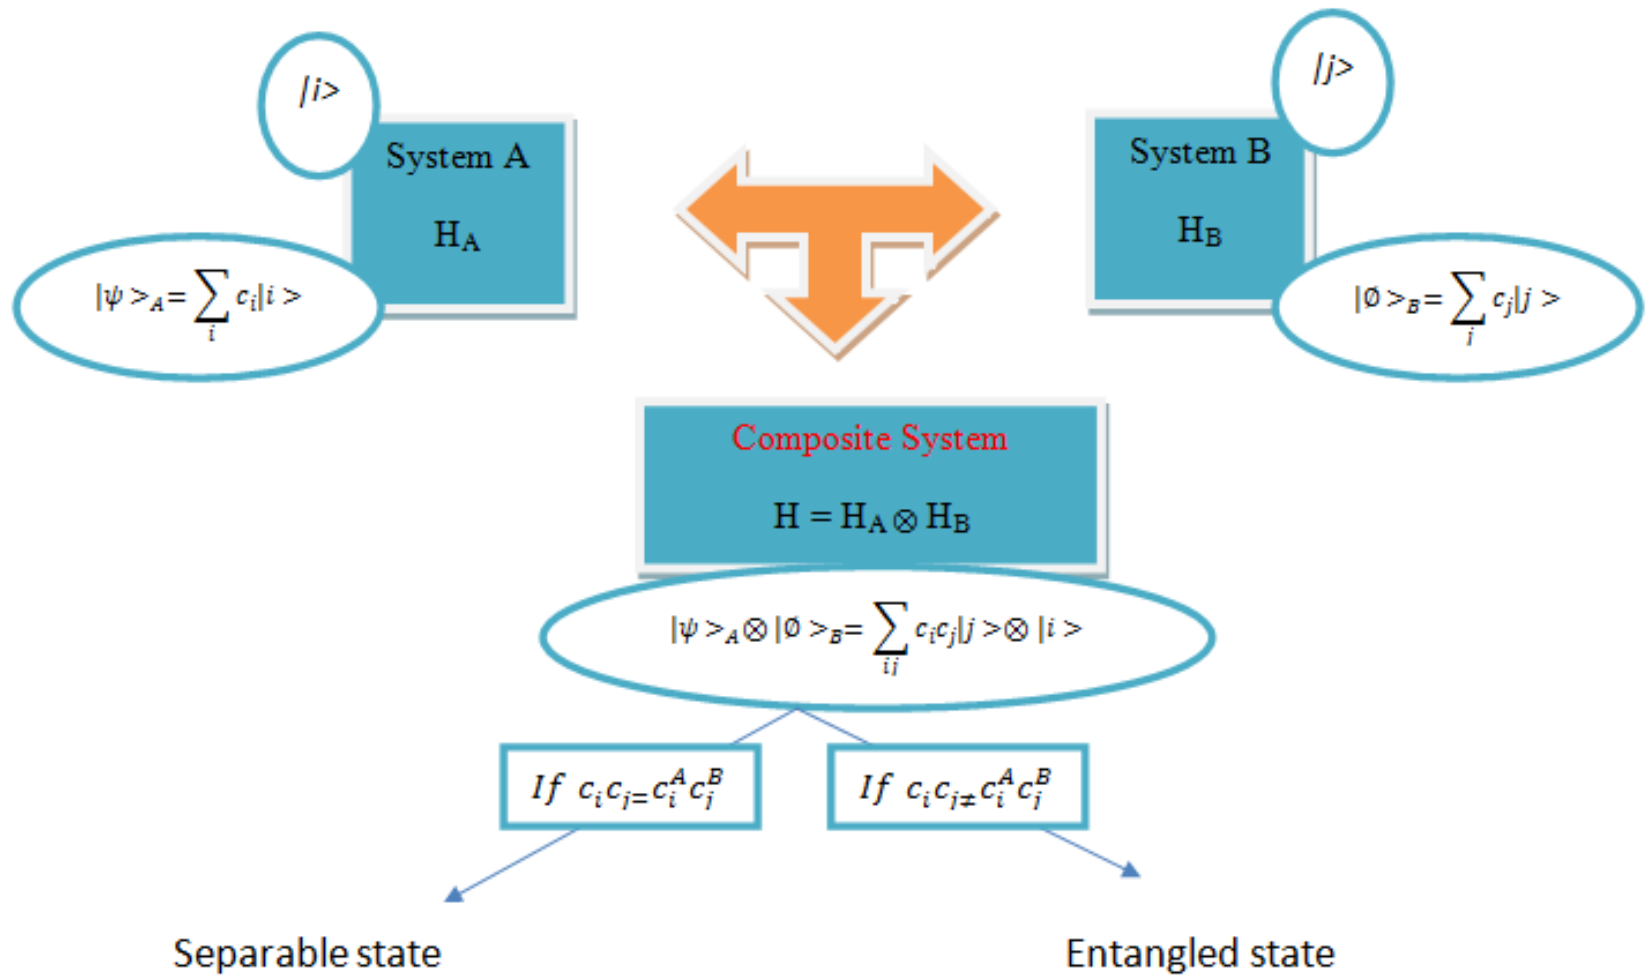 |i>
|j>
System A
H_A
System B
H_B
|ψ >_A= ∑_i c_i|i >
|∅ >_B= ∑_j c_j|j >
Composite System
H = H_A ⊗ H_B
|ψ >_A⊗ |∅ >_B= ∑_ij c_i c_j|j >⊗ |i >
If c_i c_j= c_i^A c_j^B
If c_i c_j≠ c_i^A c_j^B
Separable state
Entangled state